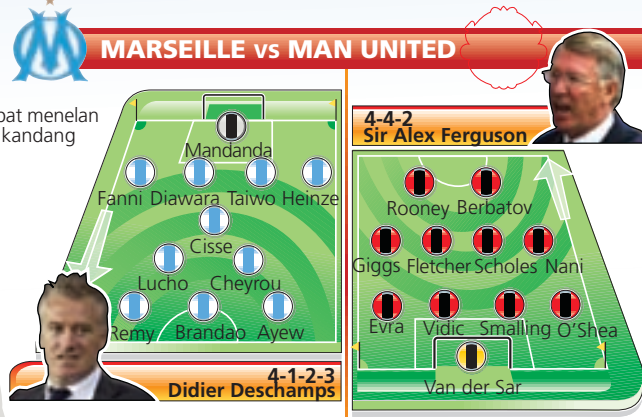 MARSEILLE VS MAN UNITED
menelan
kandang
Mandanda
Fanni Diawara Taiwo Heinze
Cisse
Lucho Cheyrou
Remy Brandao Ayew
4-1-2-3
Didier Deschamps
4-4-2
Sir Alex Ferguson
Rooney Berbatov
Giggs Fletcher Scholes Nani
Evra Vidic Smalling O'Shea
Van der Sar